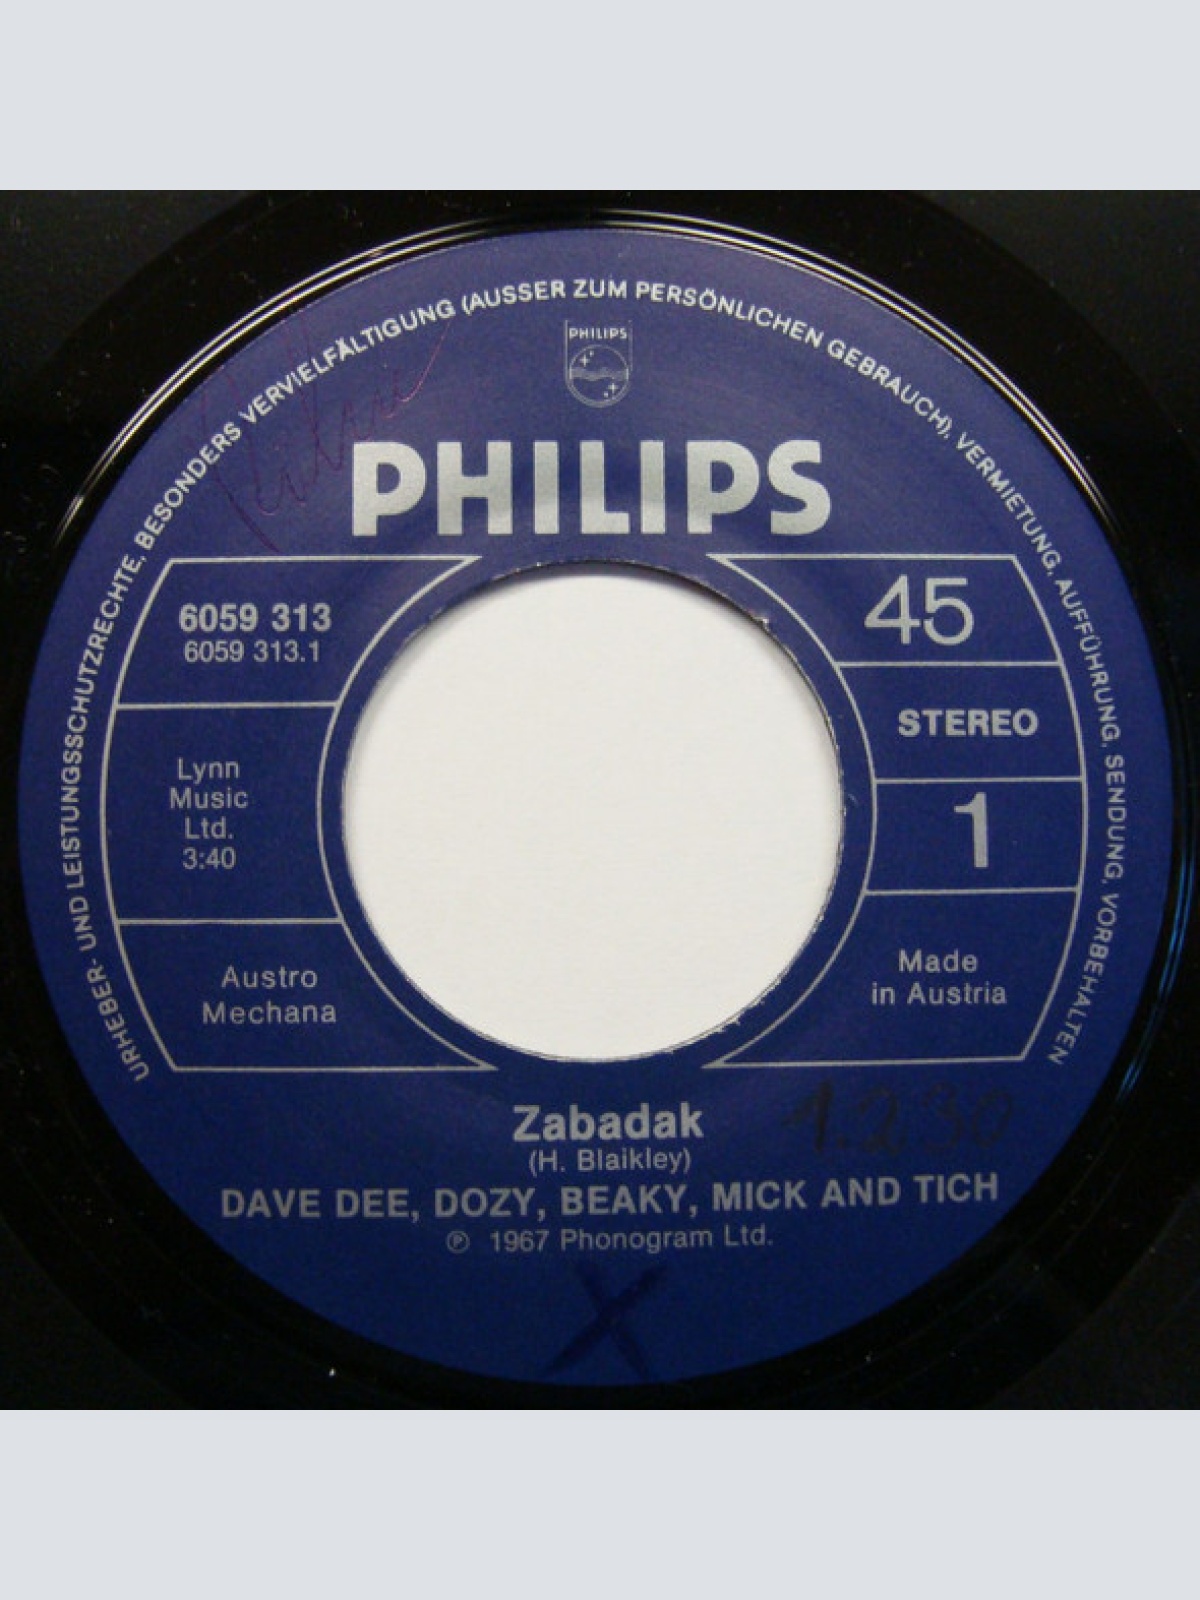 URHEBER- UND LEISTUNGSSCHUTZRECHTE, BESONDERS VERVIELFÄLTIGUNG (AUSSER ZUM PERSÖNLICHEN GEBRAUCH), VERMIETUNG, AUFFÜHRUNG, SENDUNG, VORBEHALTEN
PHILIPS
PHILIPS
6059 313
6059 313.1
Lynn
Music
Ltd.
3:40
Austro
Mechana
45
STEREO
1
Made
in Austria
Zabadak
1.290
(H. Blaikley)
DAVE DEE, DOZY, BEAKY, MICK AND TICH
℗ 1967 Phonogram Ltd.
X